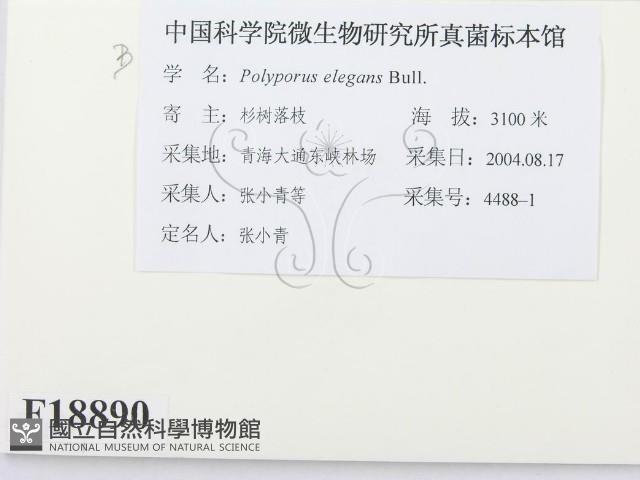 中国科学院微生物研究所真菌标本馆
B
学 名：Polyporus elegans Bull.
寄 主：杉树落枝 海 拔：3100 米
采集地：青海大通东峡林场 采集日：2004.08.17
采集人：张小青等 采集号：4488–1
定名人：张小青
F18890
國立自然科學博物館
NATIONAL MUSEUM OF NATURAL SCIENCE